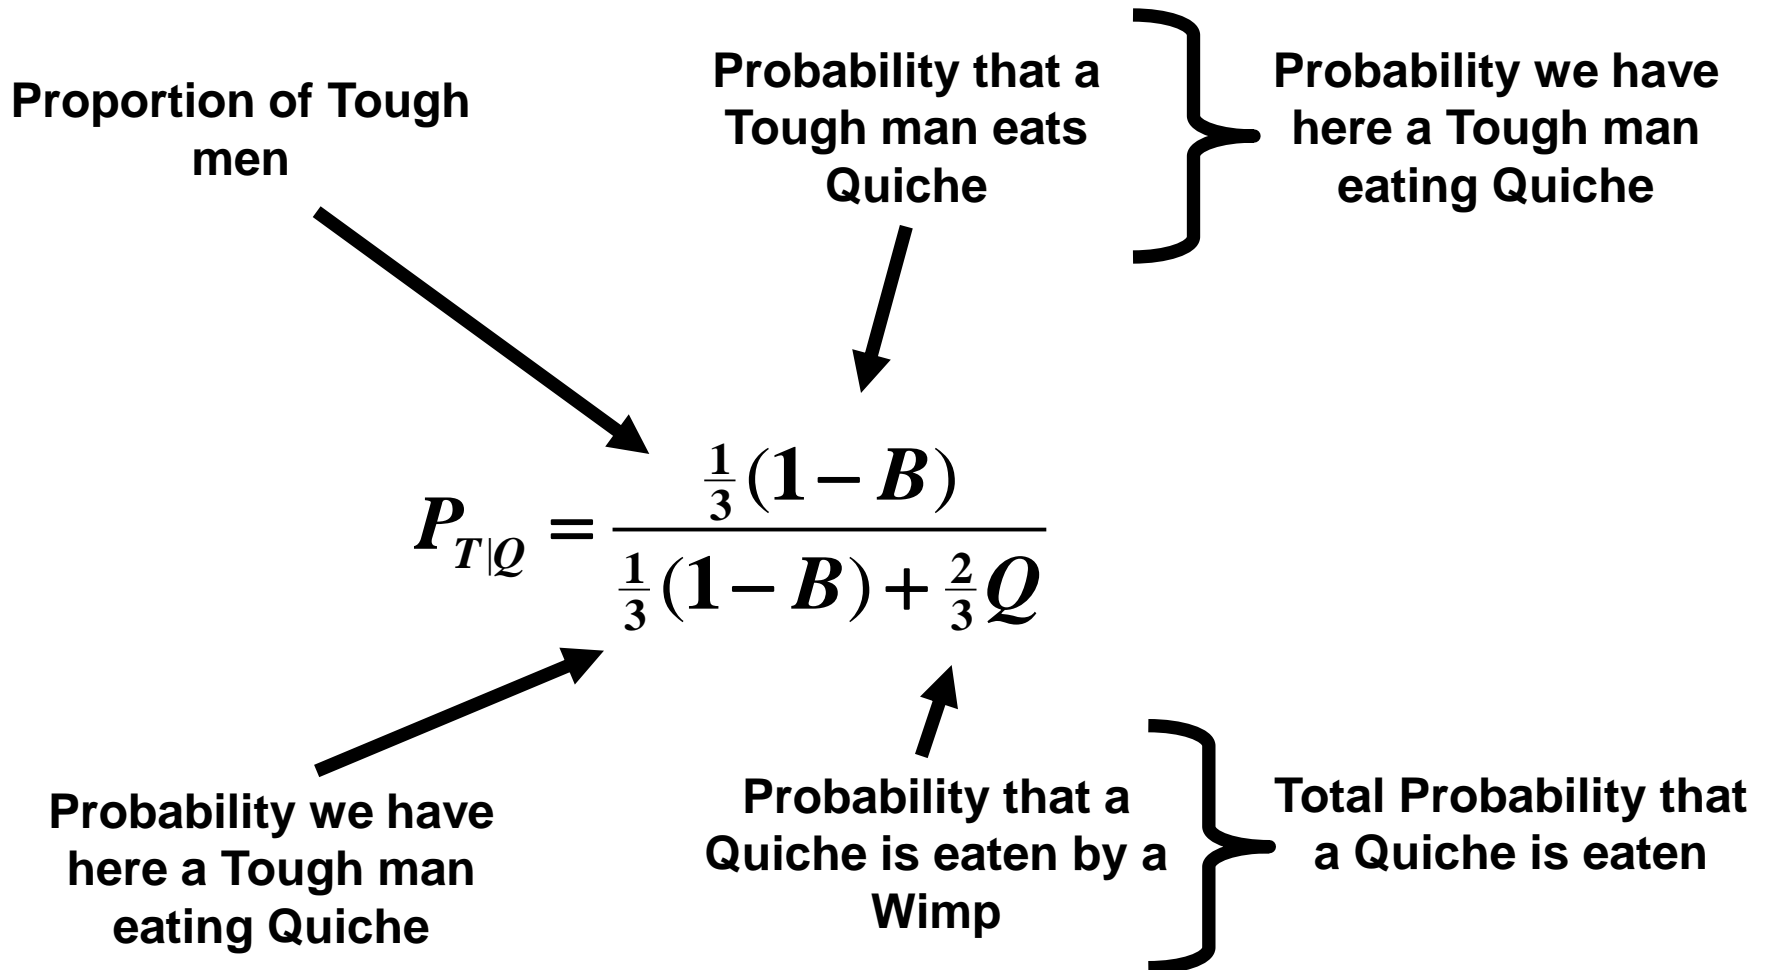 Proportion of Tough
men
Probability that a
Tough man eats
Quiche
Probability we have
here a Tough man
eating Quiche
P_{T|Q} = \frac{\frac{1}{3}(1-B)}{\frac{1}{3}(1-B)+\frac{2}{3}Q}
Probability we have
here a Tough man
eating Quiche
Probability that a
Quiche is eaten by a
Wimp
Total Probability that
a Quiche is eaten